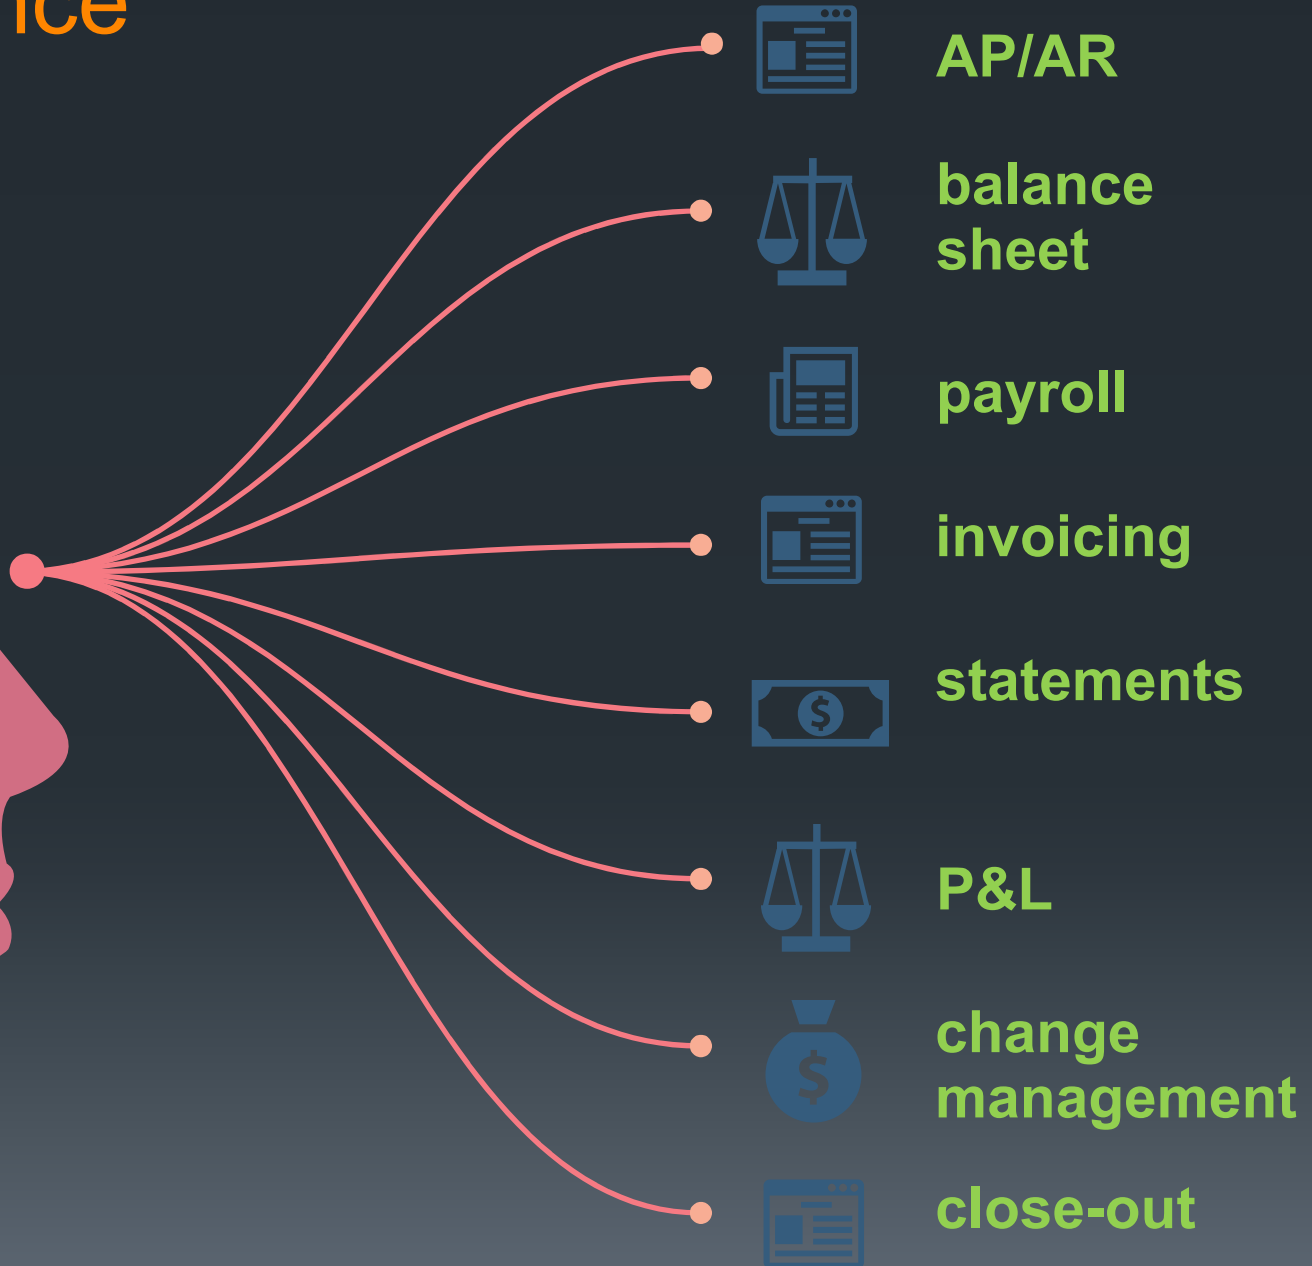 ice
AP/AR
balance
sheet
payroll
invoicing
statements
P&L
change
management
close-out